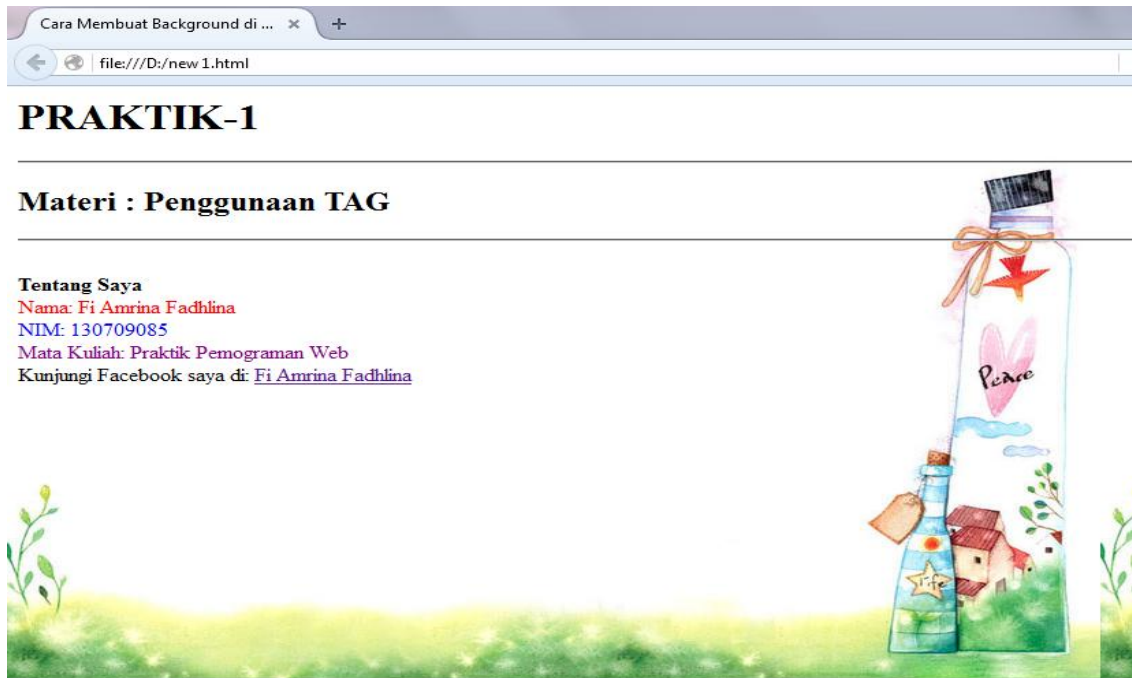 Cara Membuat Background di ...
file:///D:/new 1.html
PRAKTIK-1
Materi : Penggunaan TAG
Tentang Saya
Nama: Fi Amrina Fadhlina
NIM: 130709085
Mata Kuliah: Praktik Pemograman Web
Kunjungi Facebook saya di: Fi Amrina Fadhlina
Peace
Life